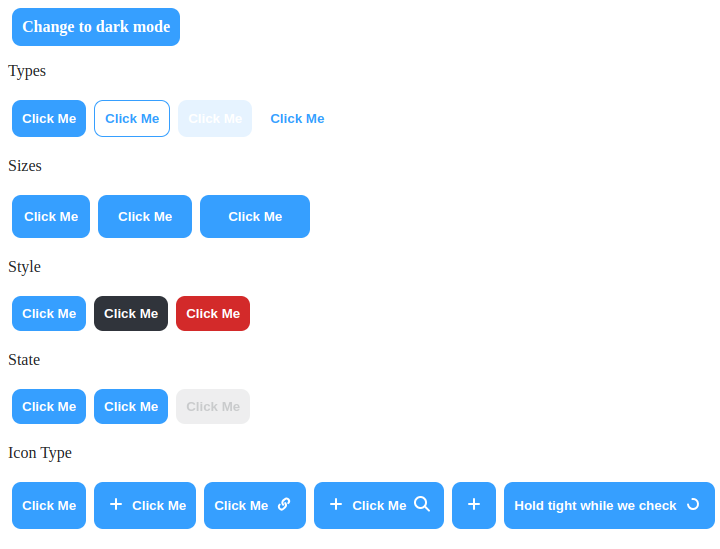 Change to dark mode
Types
Click Me Click Me Click Me Click Me
Sizes
Click Me Click Me Click Me
Style
Click Me Click Me Click Me
State
Click Me Click Me Click Me
Icon Type
Click Me Click Me Click Me Click Me Hold tight while we check